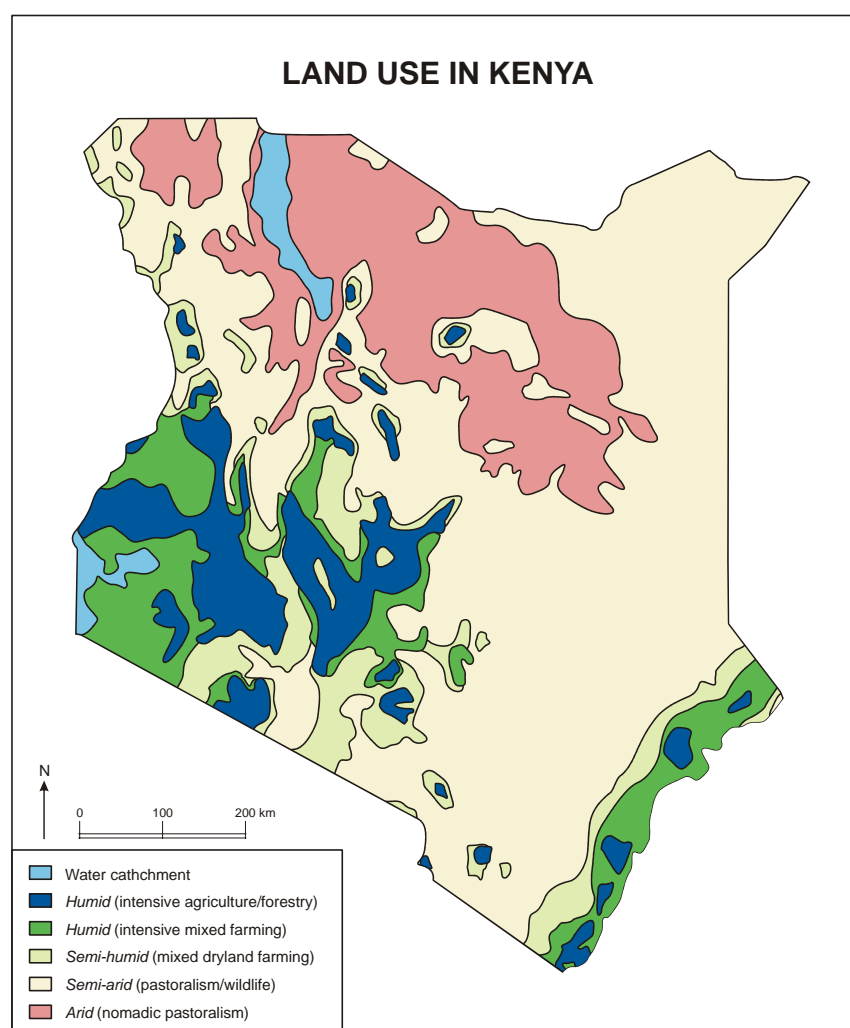 LAND USE IN KENYA
N
0 100 200 km
Water cathchment
Humid (intensive agriculture/forestry)
Humid (intensive mixed farming)
Semi-humid (mixed dryland farming)
Semi-arid (pastoralism/wildlife)
Arid (nomadic pastoralism)